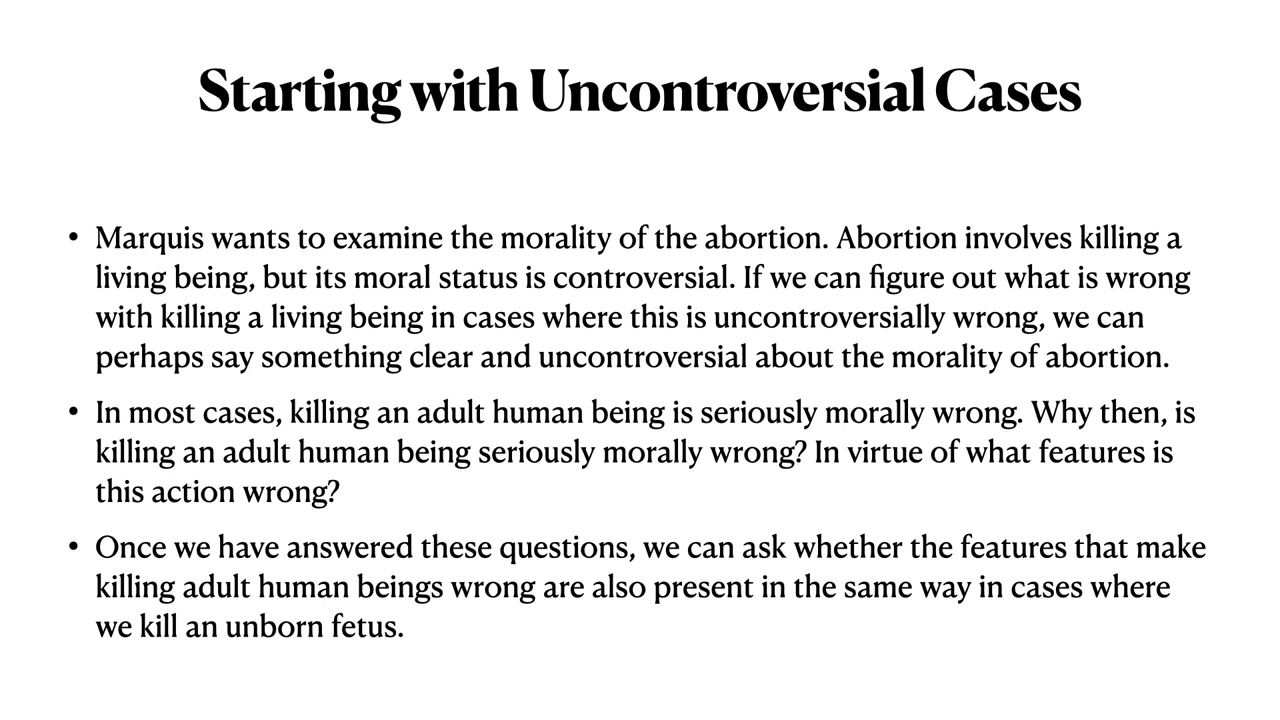 Starting with Uncontroversial Cases
• Marquis wants to examine the morality of the abortion. Abortion involves killing a
living being, but its moral status is controversial. If we can figure out what is wrong
with killing a living being in cases where this is uncontroversially wrong, we can
perhaps say something clear and uncontroversial about the morality of abortion.
• In most cases, killing an adult human being is seriously morally wrong. Why then, is
killing an adult human being seriously morally wrong? In virtue of what features is
this action wrong?
• Once we have answered these questions, we can ask whether the features that make
killing adult human beings wrong are also present in the same way in cases where
we kill an unborn fetus.